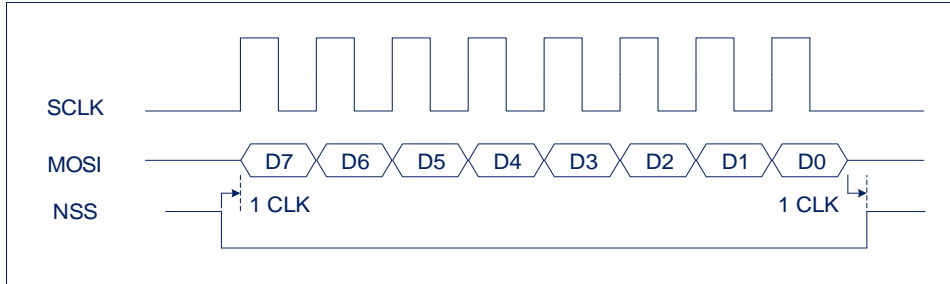 SCLK
MOSI D7 D6 D5 D4 D3 D2 D1 D0
NSS 1 CLK 1 CLK